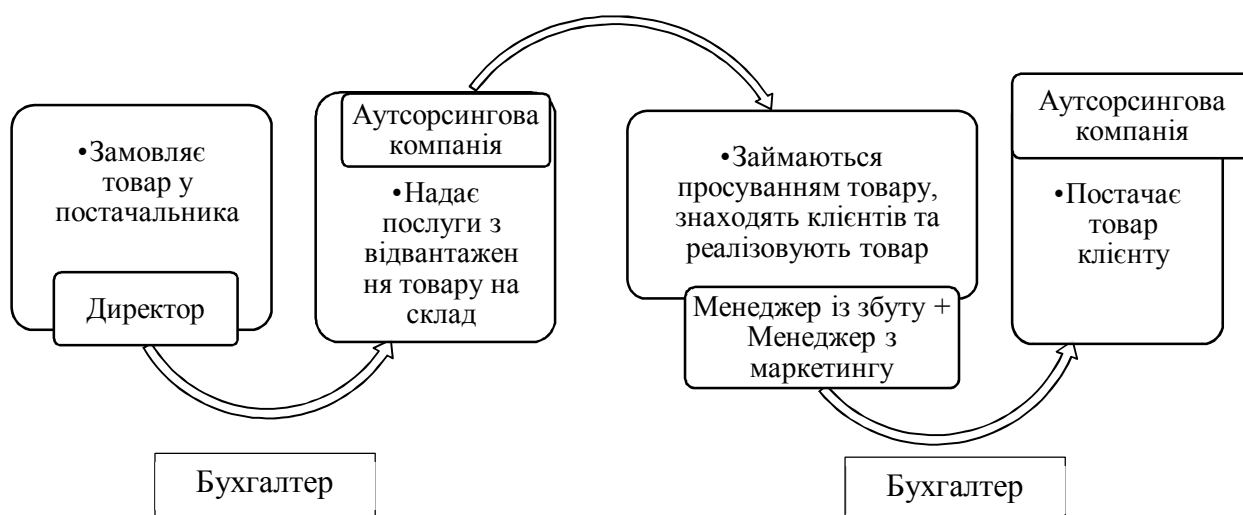 •Замовляє
товар у
постачальника
Директор
Аутсорсингова
компанія
•Надає
послуги з
відвантажен
ня товару на
склад
•Займаються
просуванням товару,
знаходять клієнтів та
реалізовують товар
Менеджер із збуту +
Менеджер з
маркетингу
Аутсорсингова
компанія
•Постачає
товар
клієнту
Бухгалтер
Бухгалтер